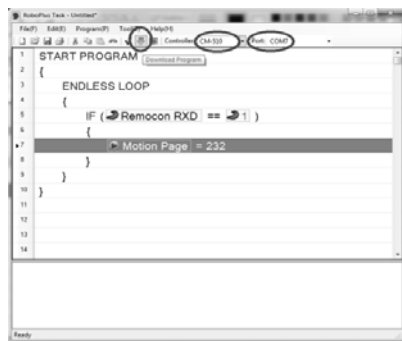 RoboPlus Task - Untitled*
File(F) Edit(E) Program(P) Tool(T) Help(H)
Controller: CM-510 Port: COM7
Download Program
1 START PROGRAM
2 {
3 ENDLESS LOOP
4 {
5 IF ( Remocon RXD == 1 )
6 {
7 Motion Page = 232
8 }
9 }
10 }
11
12
13
14
Ready